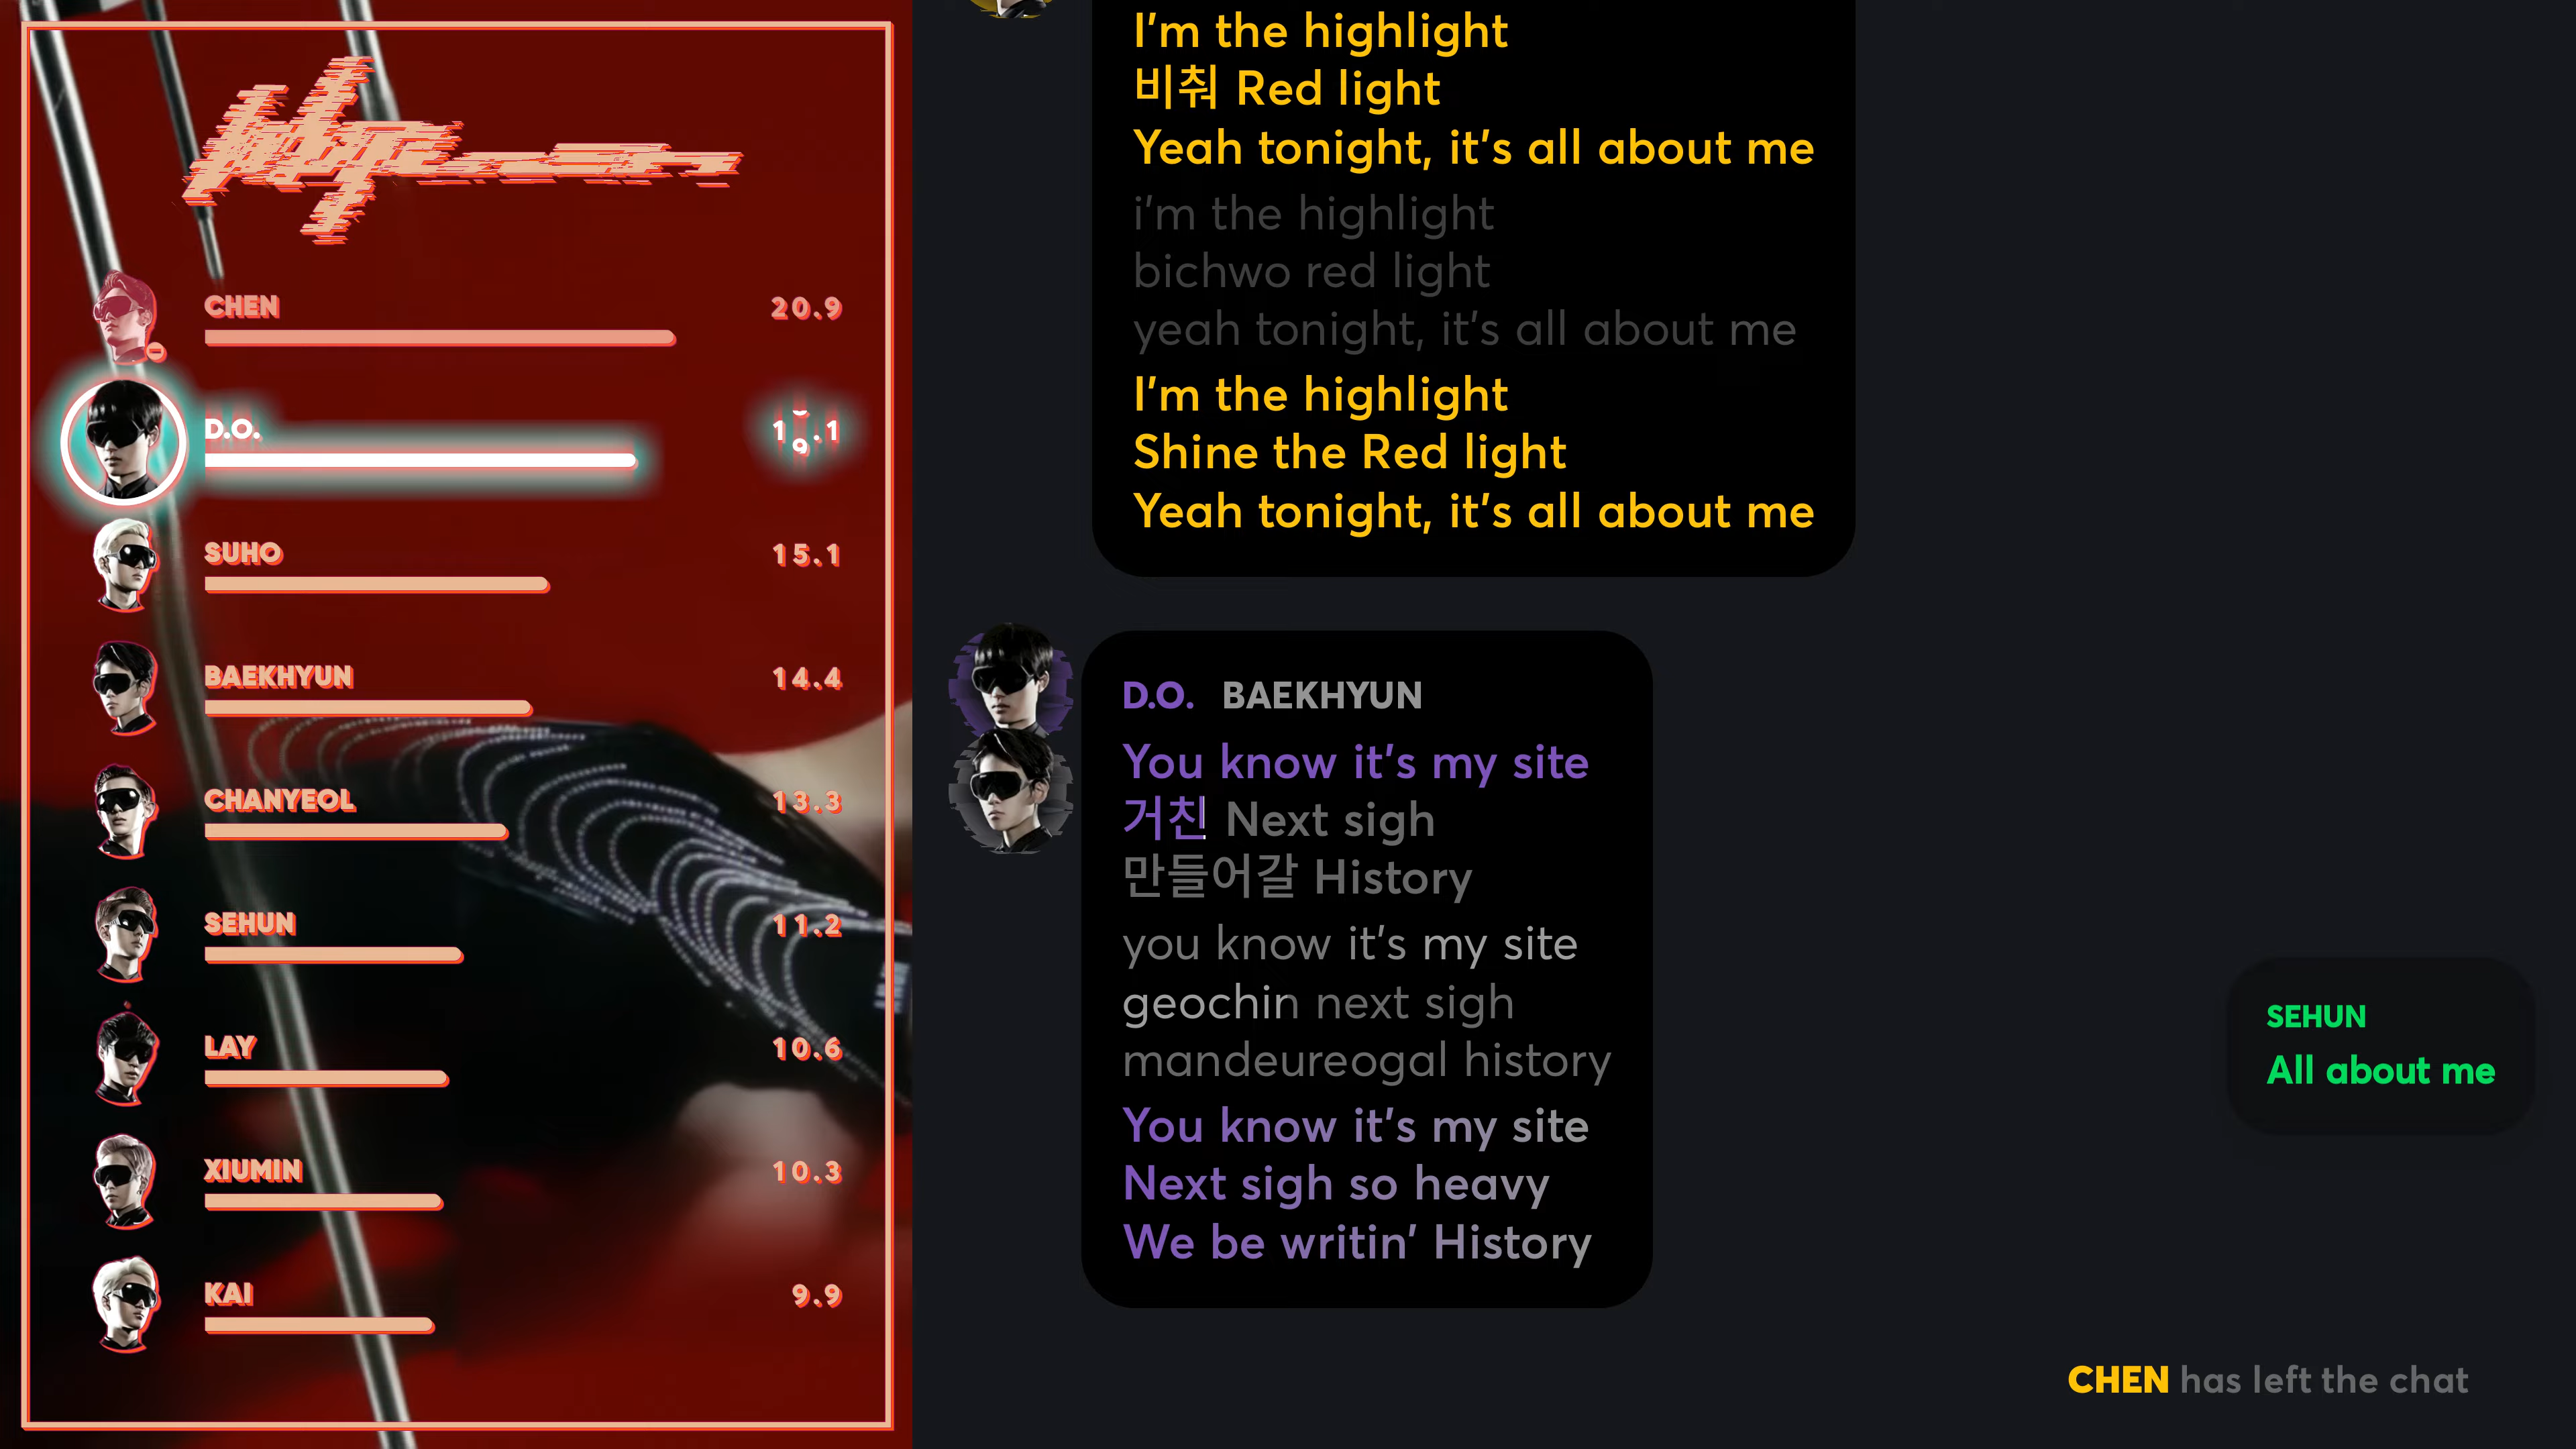 CHEN
20.9
D.O.
SUHO
15.1
BAEKHYUN
14.4
CHANYEOL
13.3
SEHUN
11.2
LAY
10.6
XIUMIN
10.3
KAI
9.9
I'm the highlight
비춰 Red light
Yeah tonight, it's all about me
i'm the highlight
bichwo red light
yeah tonight, it's all about me
I'm the highlight
Shine the Red light
Yeah tonight, it's all about me
D.O. BAEKHYUN
You know it's my site
거친 Next sigh
만들어갈 History
you know it's my site
geochin next sigh
mandeureogal history
You know it's my site
Next sigh so heavy
We be writin' History
SEHUN
All about me
CHEN has left the chat